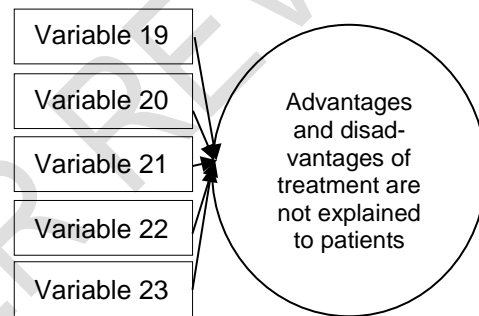 Variable 19
Variable 20
Variable 21
Variable 22
Variable 23
Advantages
and disad-
vantages of
treatment are
not explained
to patients